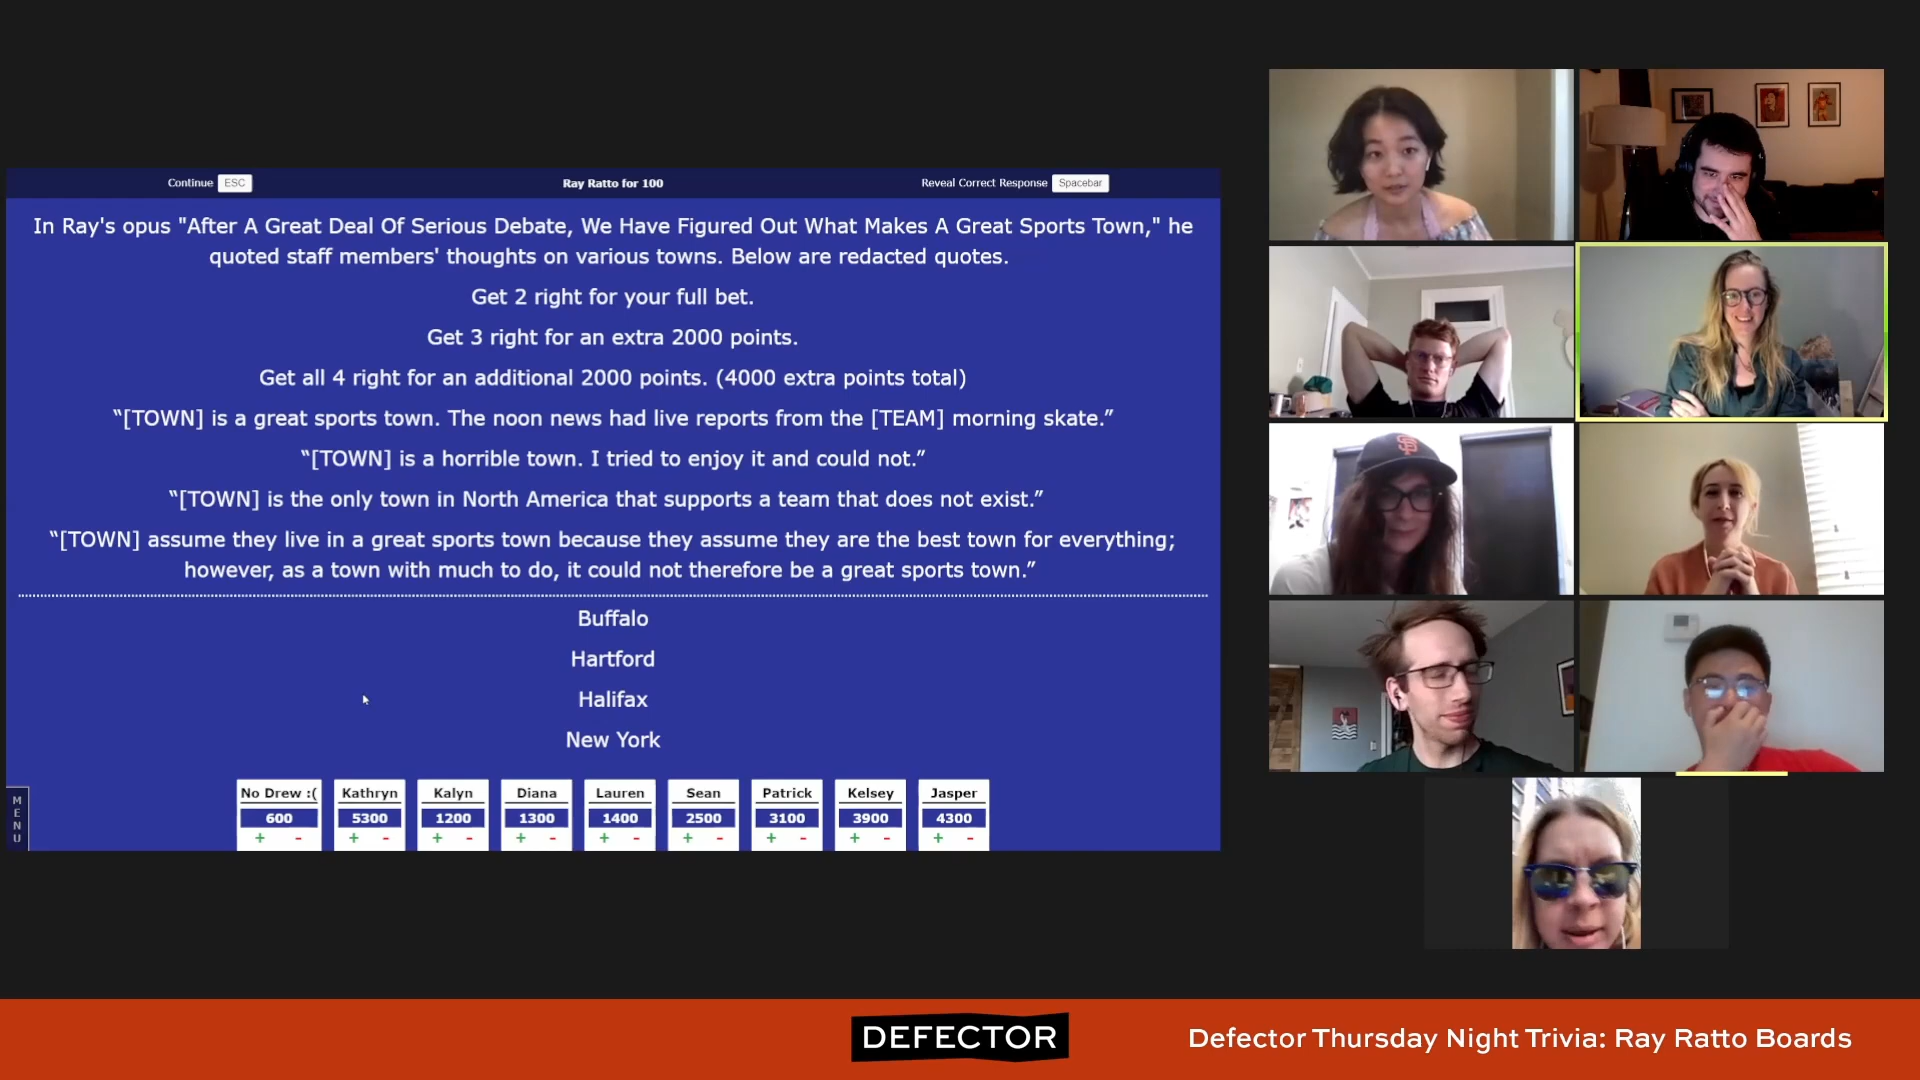 Continue ESC
Ray Ratto for 100
Reveal Correct Response Spacebar
In Ray's opus "After A Great Deal Of Serious Debate, We Have Figured Out What Makes A Great Sports Town," he
quoted staff members' thoughts on various towns. Below are redacted quotes.
Get 2 right for your full bet.
Get 3 right for an extra 2000 points.
Get all 4 right for an additional 2000 points. (4000 extra points total)
“[TOWN] is a great sports town. The noon news had live reports from the [TEAM] morning skate.”
“[TOWN] is a horrible town. I tried to enjoy it and could not.”
“[TOWN] is the only town in North America that supports a team that does not exist.”
“[TOWN] assume they live in a great sports town because they assume they are the best town for everything;
however, as a town with much to do, it could not therefore be a great sports town.”
Buffalo
Hartford
Halifax
New York
MENU
No Drew :( Kathryn Kalyn Diana Lauren Sean Patrick Kelsey Jasper
600 5300 1200 1300 1400 2500 3100 3900 4300
+ - + - + - + - + - + - + - + - + -
SF
DEFECTOR
Defector Thursday Night Trivia: Ray Ratto Boards